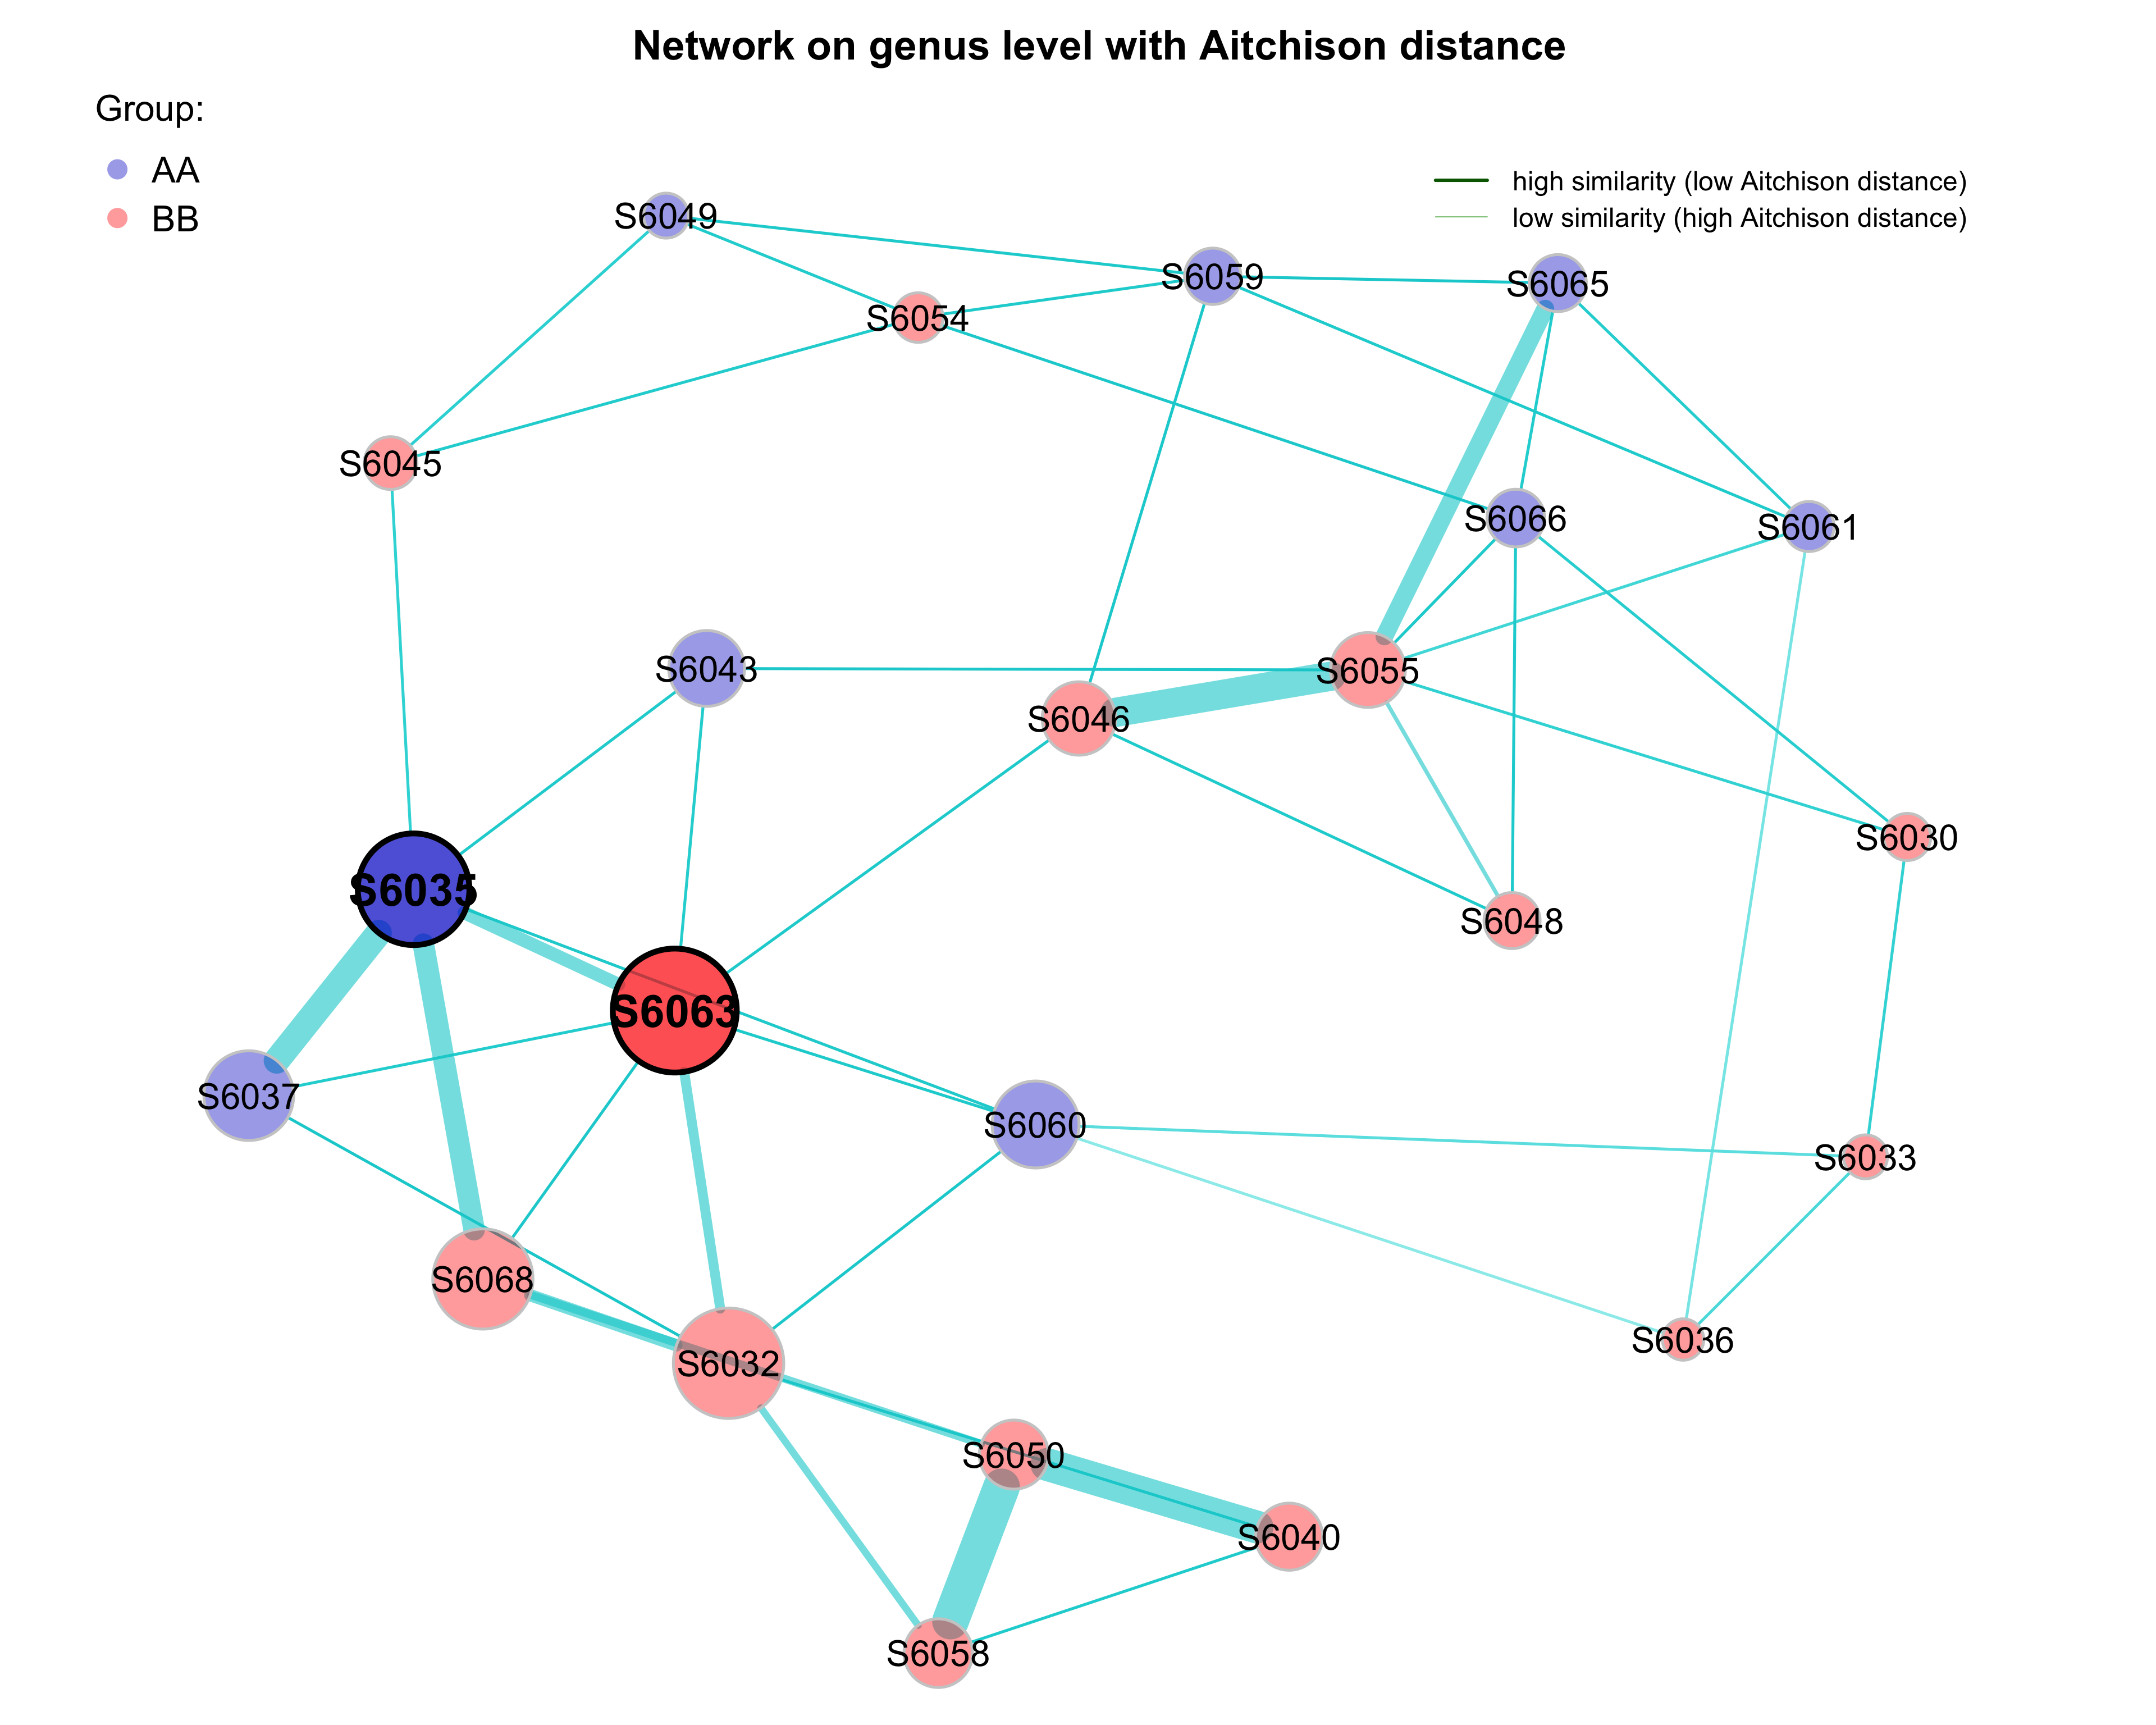 Network on genus level with Aitchison distance
Group:
AA
BB
high similarity (low Aitchison distance)
low similarity (high Aitchison distance)
S6049
S6059
S6065
S6054
S6045
S6066
S6061
S6043
S6055
S6046
S6030
S6035
S6048
S6063
S6037
S6060
S6033
S6068
S6032
S6036
S6050
S6040
S6058